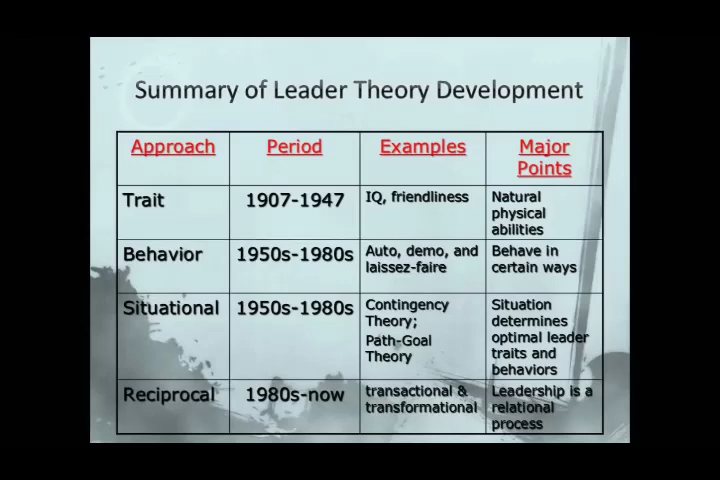 Summary of Leader Theory Development
Approach Period Examples Major
Points
Trait 1907-1947 IQ, friendliness Natural
physical
abilities
Behavior 1950s-1980s Auto, demo, and Behave in
laissez-faire certain ways
Situational 1950s-1980s Contingency Situation
Theory; determines
Path-Goal optimal leader
Theory traits and
behaviors
Reciprocal 1980s-now transactional & Leadership is a
transformational relational
process